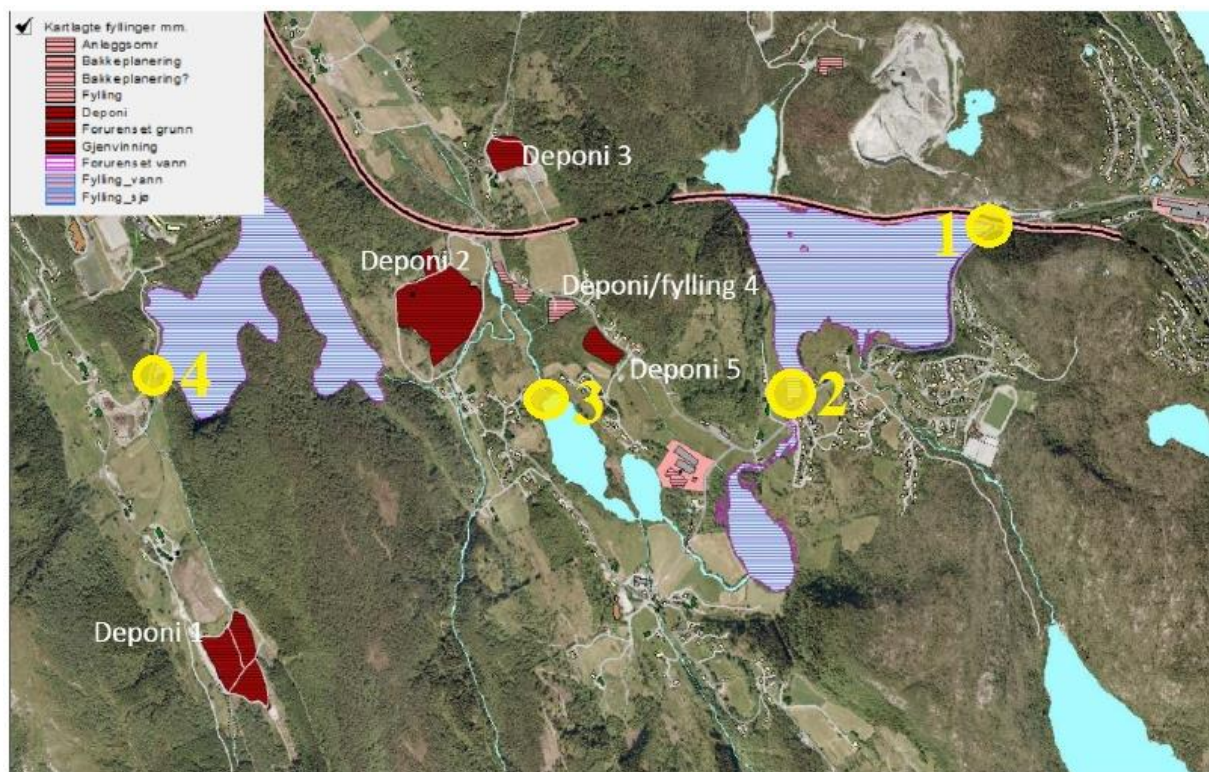 Kartlagte fyllinger mm.
Anleggsomr
Bakkeplanering
Bakkeplanering?
Fylling
Deponi
Forurenset grunn
Gjenvinning
Forurenset vann
Fylling_vann
Fylling_sjø
Deponi 3
1
Deponi 2
Deponi/fylling 4
4
Deponi 5
3
2
Deponi 1